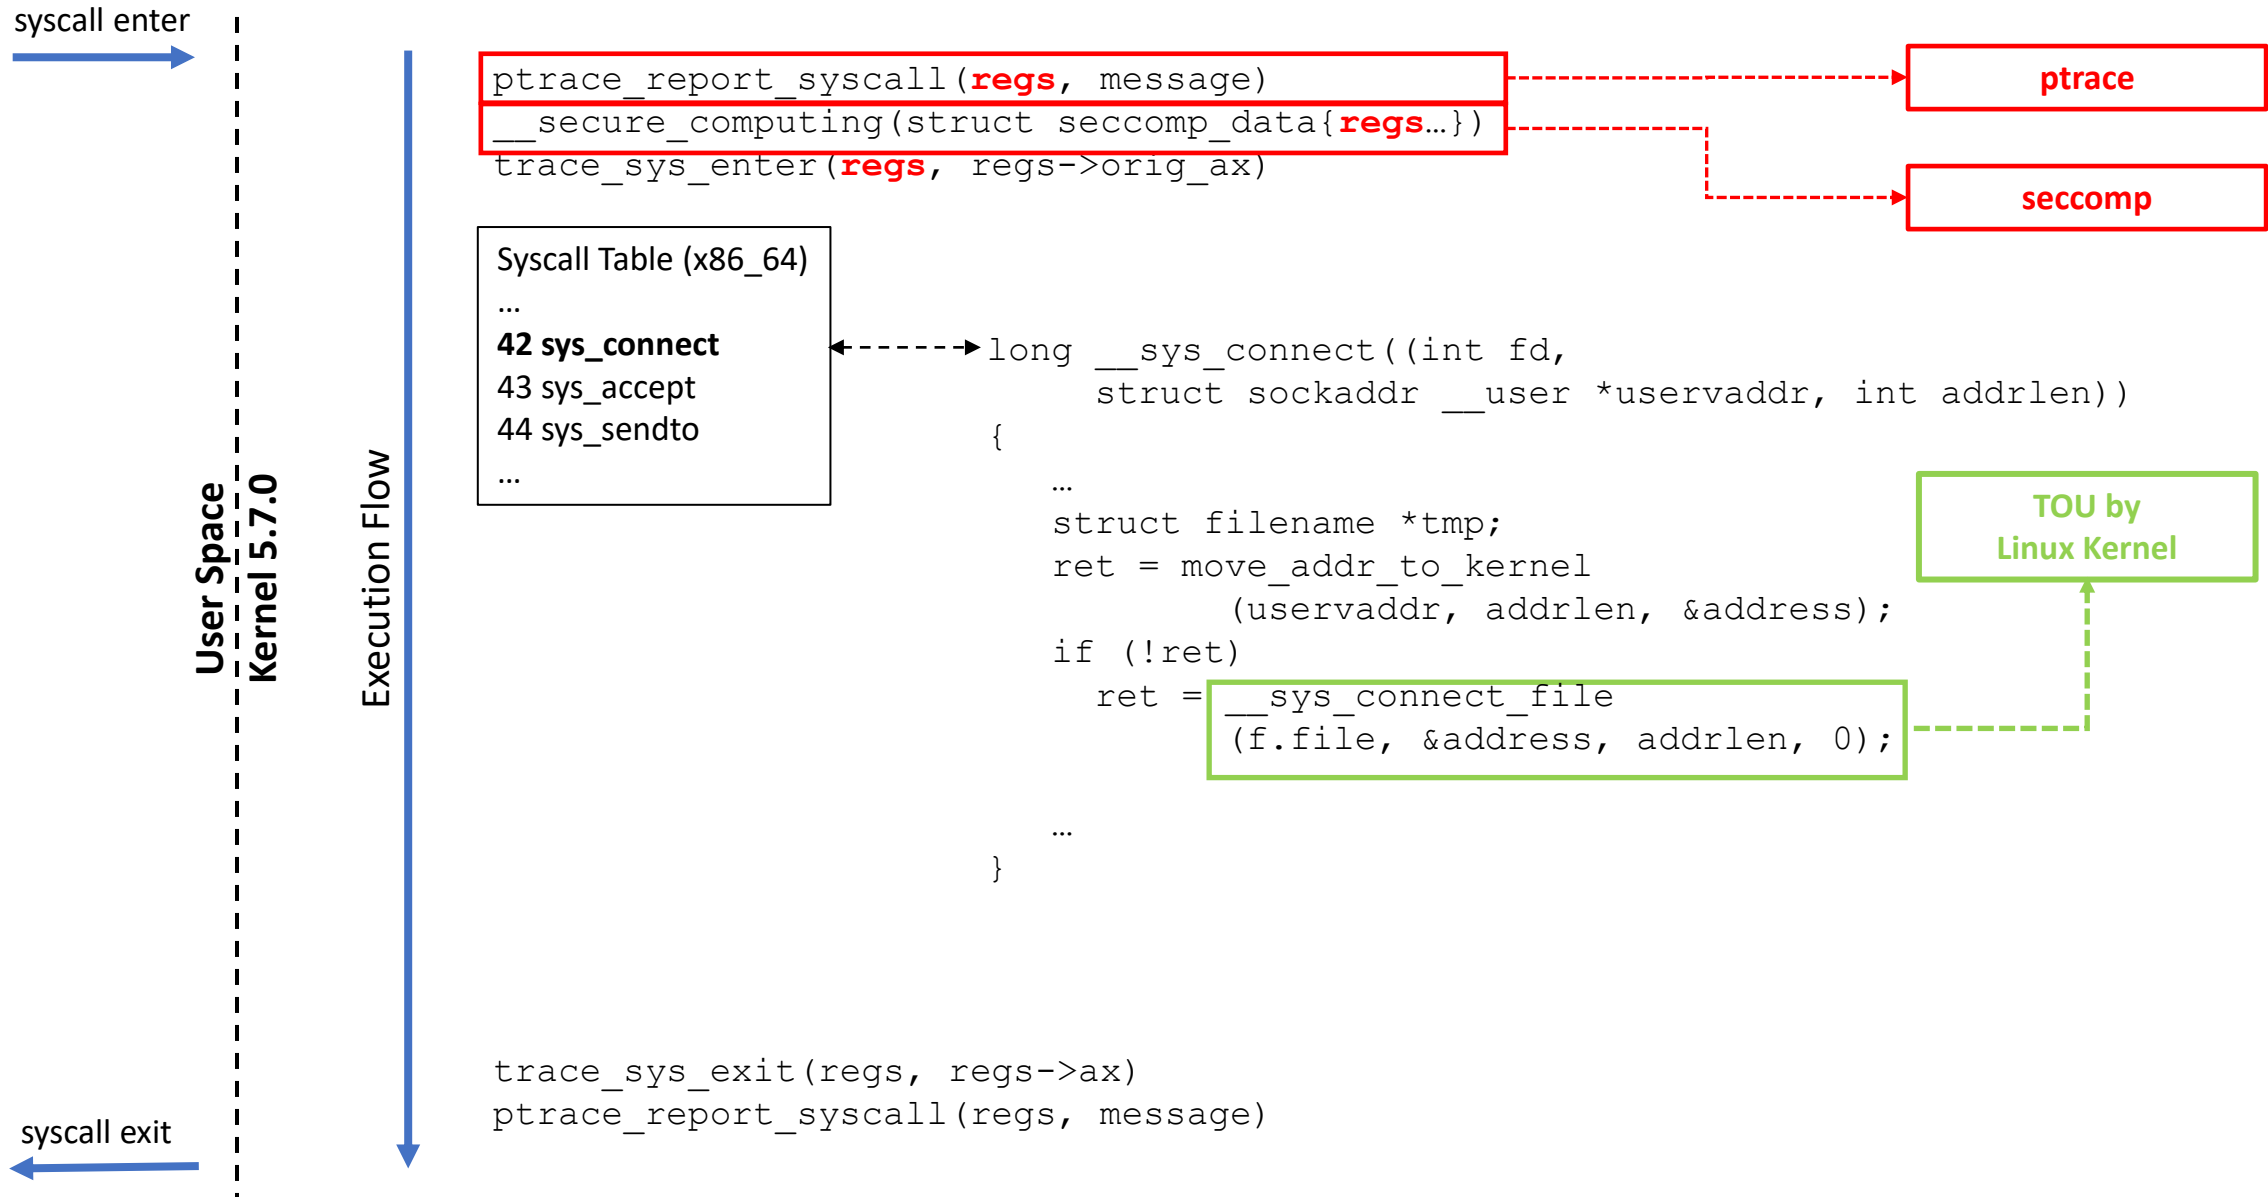 syscall enter
ptrace_report_syscall(regs, message)
ptrace
__secure_computing(struct seccomp_data{regs…})
trace_sys_enter(regs, regs->orig_ax)
seccomp
Syscall Table (x86_64)
…
42 sys_connect
43 sys_accept
44 sys_sendto
…
long __sys_connect((int fd,
struct sockaddr __user *uservaddr, int addrlen))
{
…
struct filename *tmp;
ret = move_addr_to_kernel
(uservaddr, addrlen, &address);
if (!ret)
ret = __sys_connect_file
(f.file, &address, addrlen, 0);
…
}
TOU by
Linux Kernel
User Space
Kernel 5.7.0
Execution Flow
trace_sys_exit(regs, regs->ax)
ptrace_report_syscall(regs, message)
syscall exit